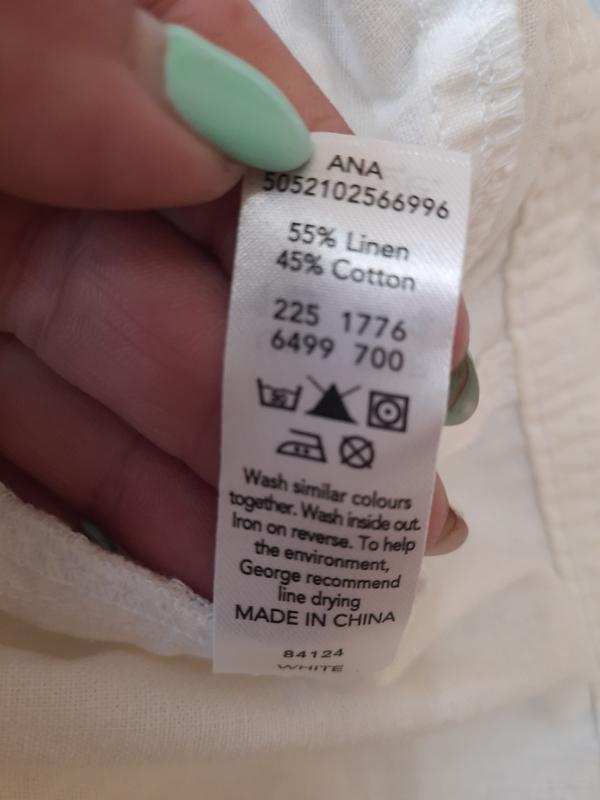 ANA
5052102566996
55% Linen
45% Cotton
225 1776
6499 700
Wash similar colours
together. Wash inside out.
Iron on reverse. To help
the environment,
George recommend
line drying
MADE IN CHINA
84124
WHITE